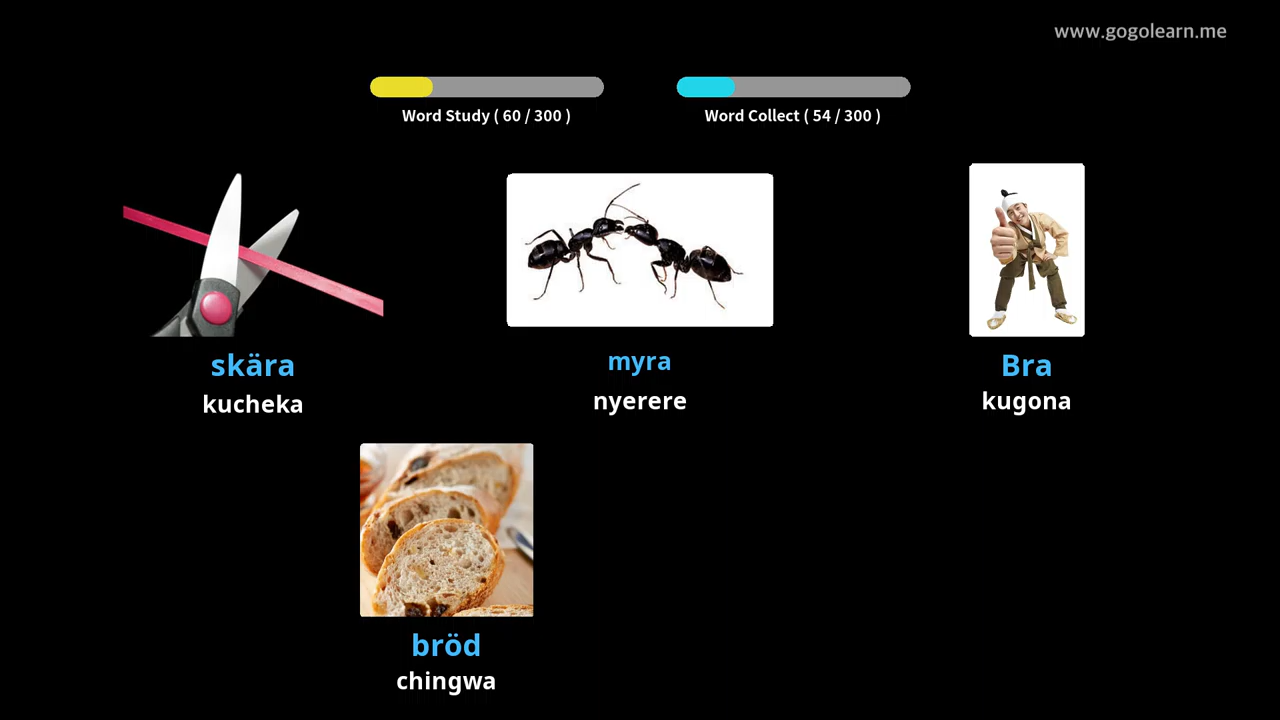 www.gogolearn.me
Word Study ( 60 / 300 )
Word Collect ( 54 / 300 )
skära
kucheka
myra
nyerere
Bra
kugona
bröd
chingwa